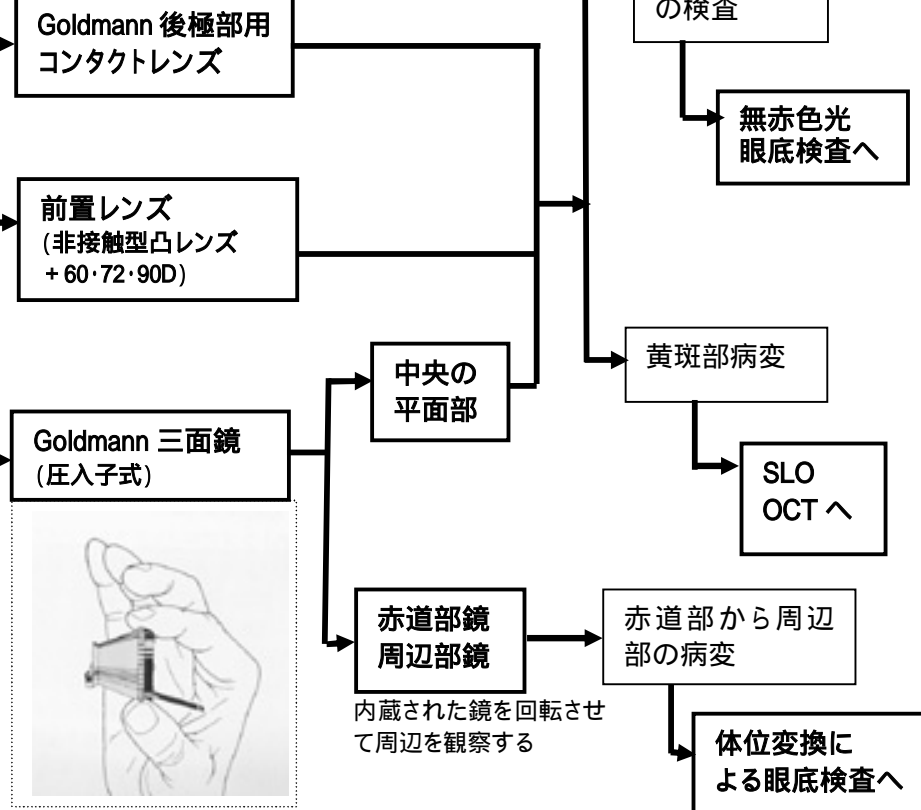 Goldmann 後極部用
コンタクトレンズ
の検査
無赤色光
眼底検査へ
前置レンズ
(非接触型凸レンズ
+60･72･90D)
黄斑部病変
中央の
平面部
Goldmann 三面鏡
(圧入子式)
SLO
OCT へ
赤道部鏡
周辺部鏡
内蔵された鏡を回転させ
て周辺を観察する
赤道部から周辺
部の病変
体位変換に
よる眼底検査へ